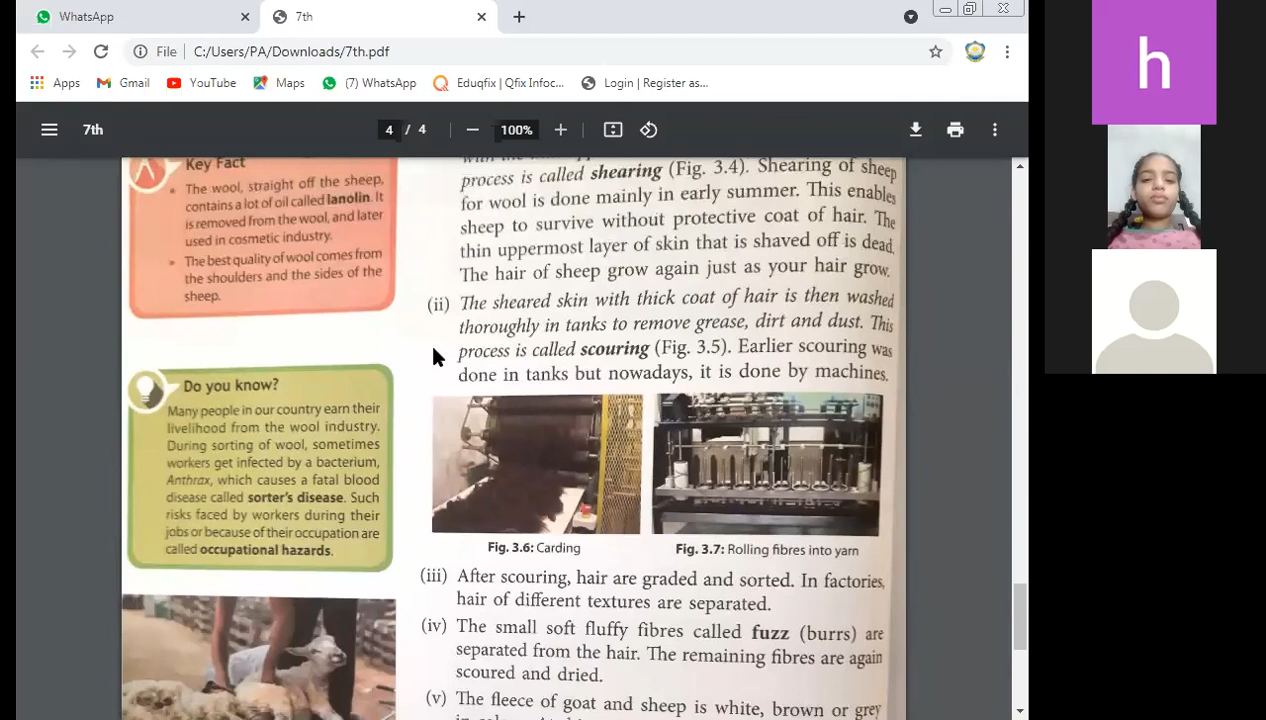 WhatsApp
7th
File C:/Users/PA/Downloads/7th.pdf
Apps Gmail YouTube Maps (7) WhatsApp Eduqfix | Qfix Infoc... Login | Register as...
7th
4 / 4
100%
Key Fact
The wool, straight off the sheep,
contains a lot of oil called lanolin. It
is removed from the wool, and later
used in cosmetic industry.
The best quality of wool comes from
the shoulders and the sides of the
sheep.
Do you know?
Many people in our country earn their
livelihood from the wool industry.
During sorting of wool, sometimes
workers get infected by a bacterium,
Anthrax, which causes a fatal blood
disease called sorter's disease. Such
risks faced by workers during their
jobs or because of their occupation are
called occupational hazards.
with the
process is called shearing (Fig. 3.4). Shearing of sheep
for wool is done mainly in early summer. This enables
sheep to survive without protective coat of hair. The
thin uppermost layer of skin that is shaved off is dead.
The hair of sheep grow again just as your hair grow.
(ii) The sheared skin with thick coat of hair is then washed
thoroughly in tanks to remove grease, dirt and dust. This
process is called scouring (Fig. 3.5). Earlier scouring was
done in tanks but nowadays, it is done by machines.
Fig. 3.6: Carding
Fig. 3.7: Rolling fibres into yarn
(iii) After scouring, hair are graded and sorted. In factories,
hair of different textures are separated.
(iv) The small soft fluffy fibres called fuzz (burrs) are
separated from the hair. The remaining fibres are again
scoured and dried.
(v) The fleece of goat and sheep is white, brown or grey
h